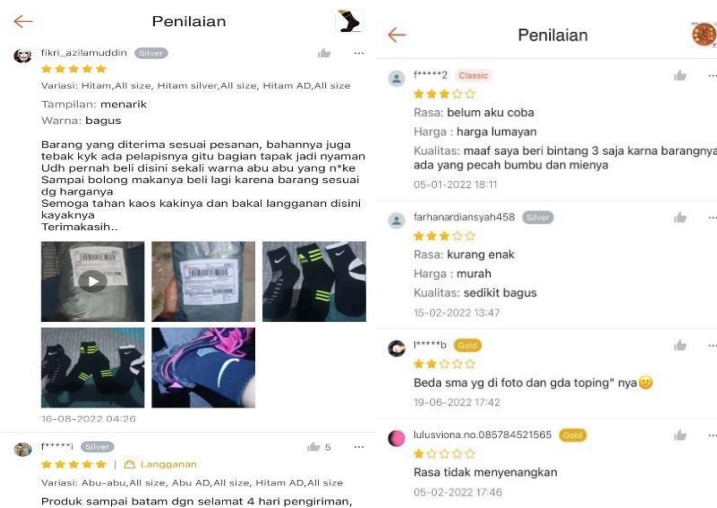 Penilaian
fikri_azilamuddin Silver
Variasi: Hitam,All size, Hitam silver,All size, Hitam AD,All size
Tampilan: menarik
Warna: bagus
Barang yang diterima sesuai pesanan, bahannya juga
tebak kyk ada pelapisnya gitu bagian tapak jadi nyaman
Udh pernah beli disini sekali warna abu abu yang n*ke
Sampai bolong makanya beli lagi karena barang sesuai
dg harganya
Semoga tahan kaos kakinya dan bakal langganan disini
kayaknya
Terimakasih..
16-08-2022 04:26
f*****i Silver
5
Langganan
Variasi: Abu-abu,All size, Abu AD,All size, Hitam AD,All size
Produk sampai batam dgn selamat 4 hari pengiriman,
Penilaian
f*****2 Classic
Rasa: belum aku coba
Harga : harga lumayan
Kualitas: maaf saya beri bintang 3 saja karna barangnya
ada yang pecah bumbu dan mienya
05-01-2022 18:11
farhanardiansyah458 Silver
Rasa: kurang enak
Harga : murah
Kualitas: sedikit bagus
15-02-2022 13:47
l*****b Gold
Beda sma yg di foto dan gda toping" nya😕
19-06-2022 17:42
lulusviona.no.085784521565 Gold
Rasa tidak menyenangkan
05-02-2022 17:46